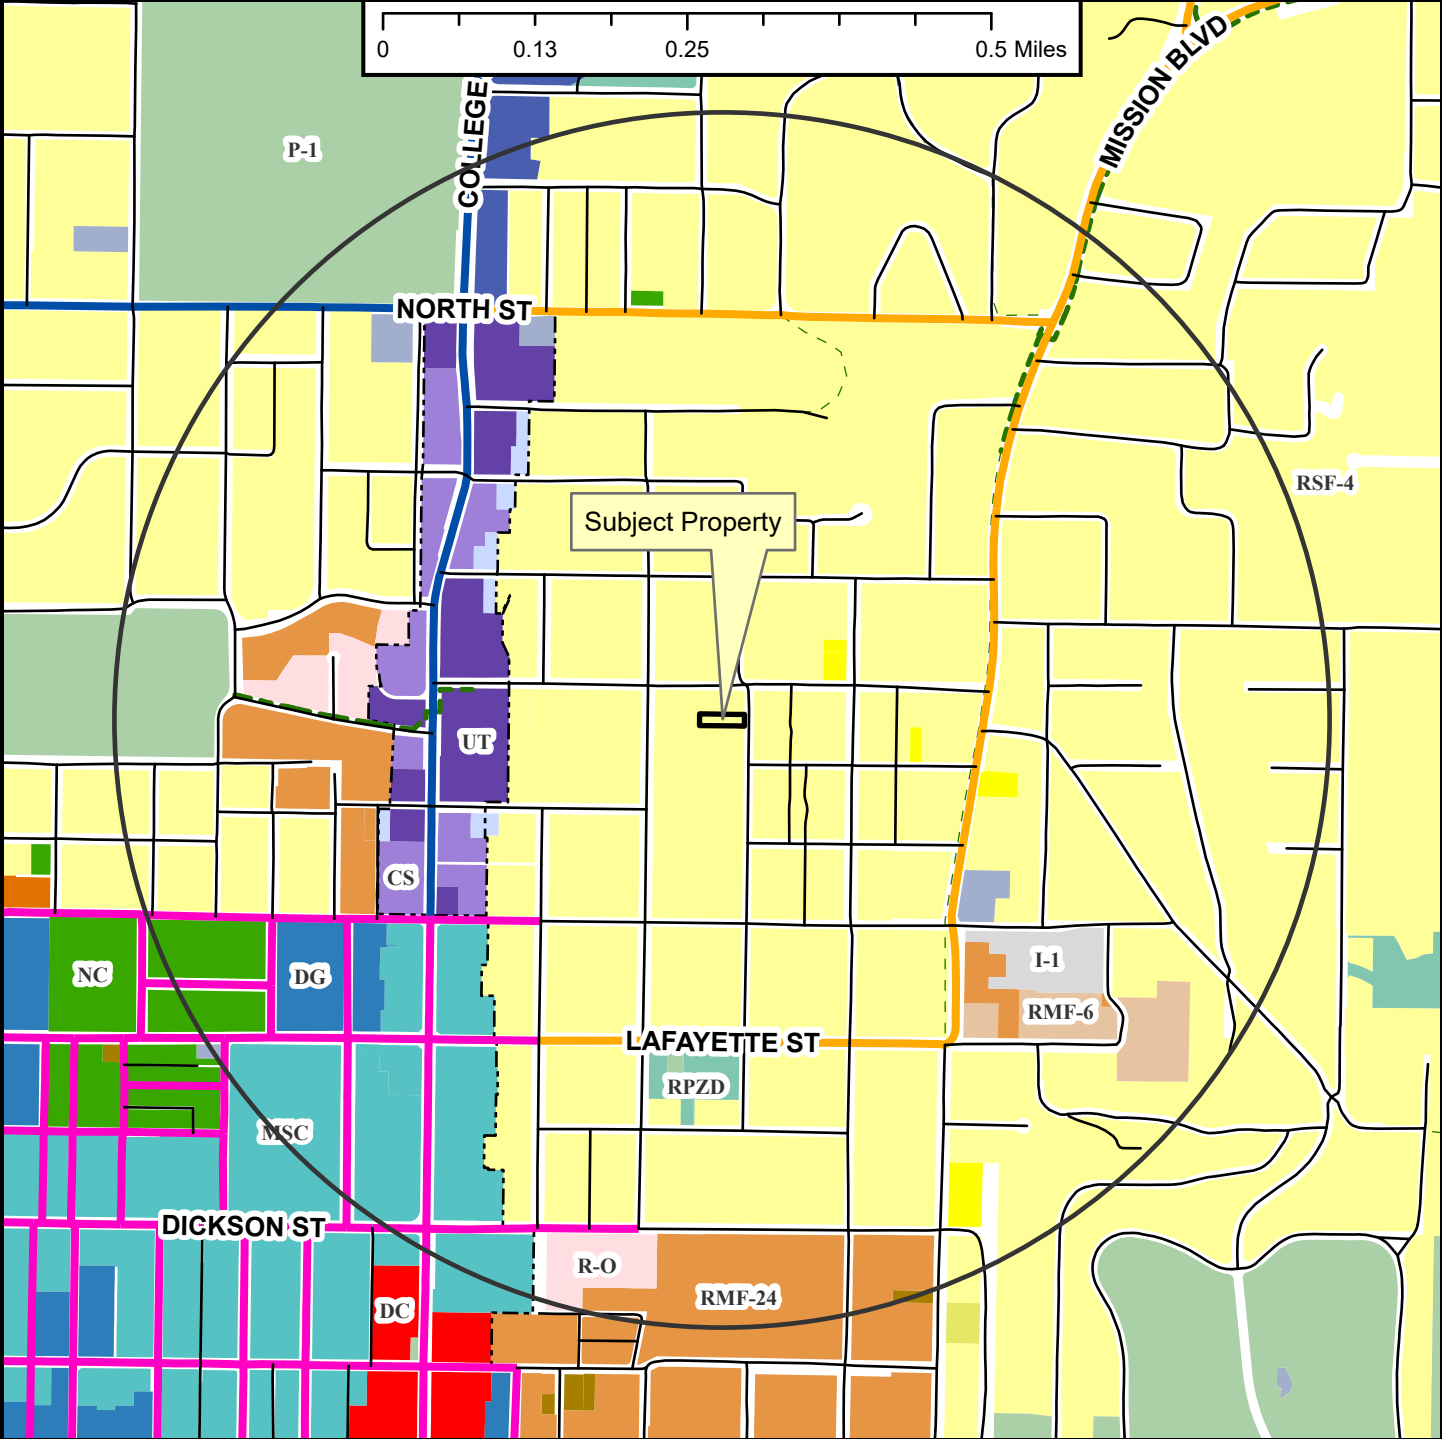 0 0.13 0.25 0.5 Miles
MISSION BLVD
COLLEGE
P-1
NORTH ST
RSF-4
Subject Property
UT
CS
NC
DG
I-1
RMF-6
LAFAYETTE ST
RPZD
MSC
DICKSON ST
R-O
RMF-24
DC